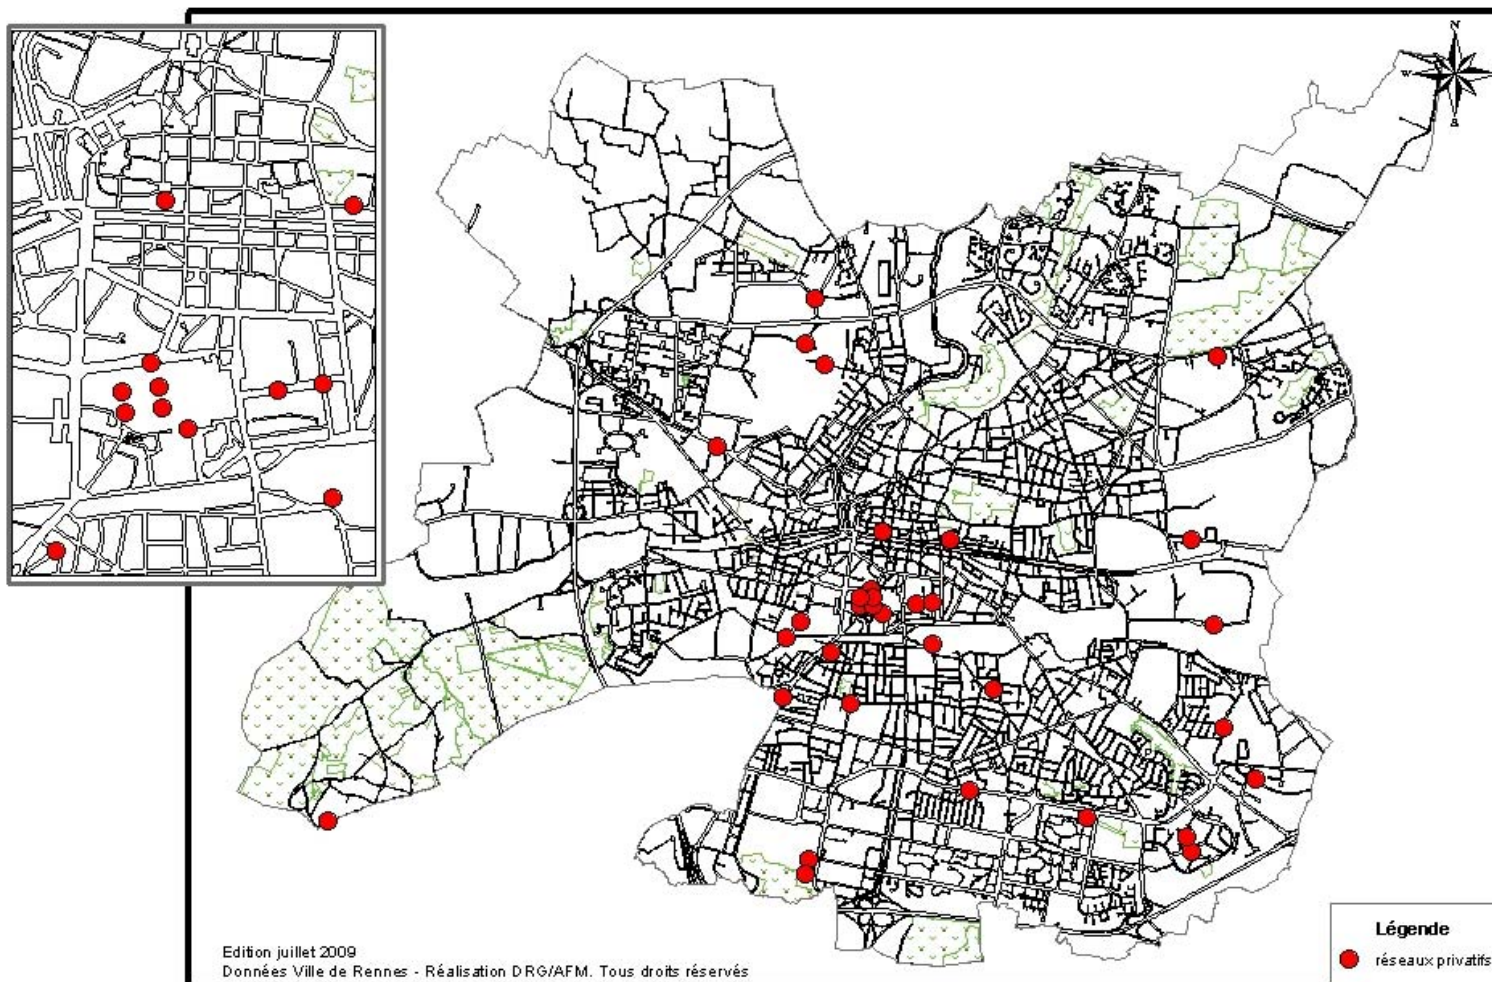 N
W
S
Légende
réseaux privatifs
Edition juillet 2009
Données Ville de Rennes - Réalisation DRG/AFM. Tous droits réservés